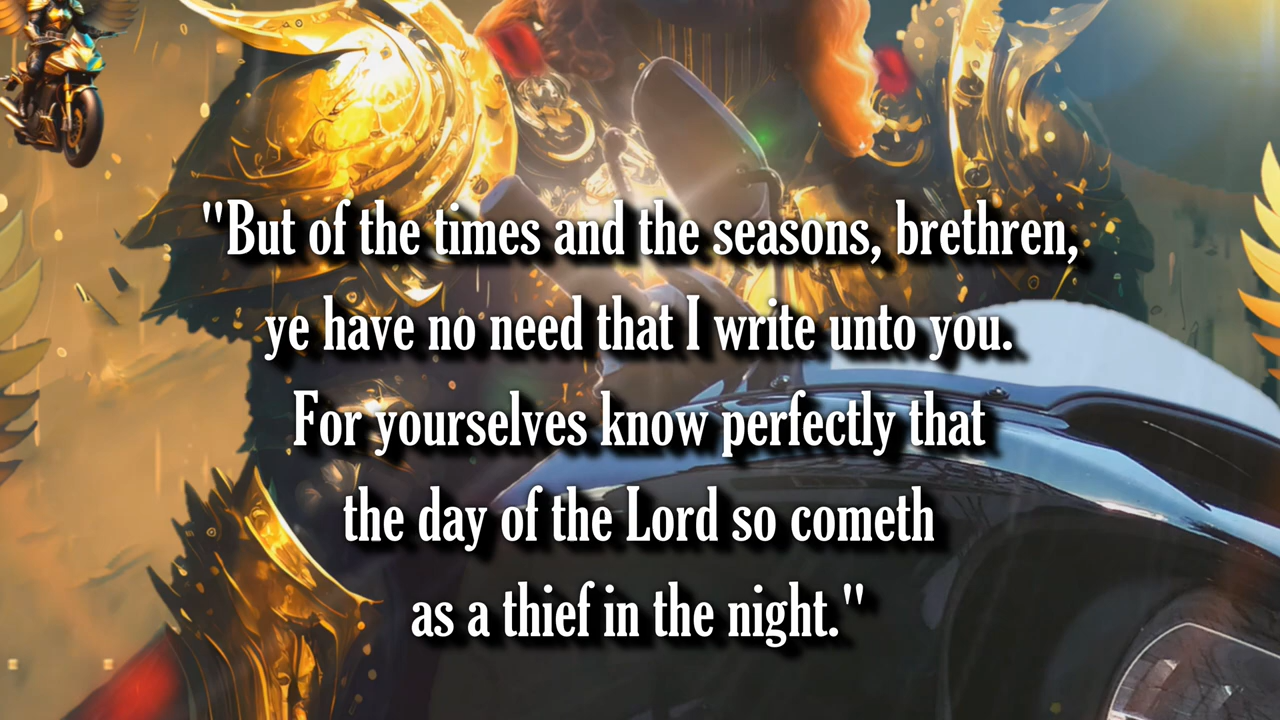 "But of the times and the seasons, brethren,
ye have no need that I write unto you.
For yourselves know perfectly that
the day of the Lord so cometh
as a thief in the night."